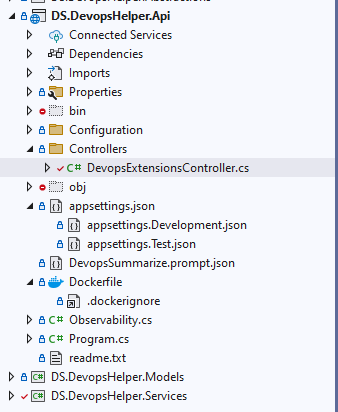 DS.DevopsHelper.Api
Connected Services
Dependencies
Imports
Properties
bin
Configuration
Controllers
C# DevopsExtensionsController.cs
obj
appsettings.json
appsettings.Development.json
appsettings.Test.json
DevopsSummarize.prompt.json
Dockerfile
.dockerignore
C# Observability.cs
C# Program.cs
readme.txt
C# DS.DevopsHelper.Models
C# DS.DevopsHelper.Services